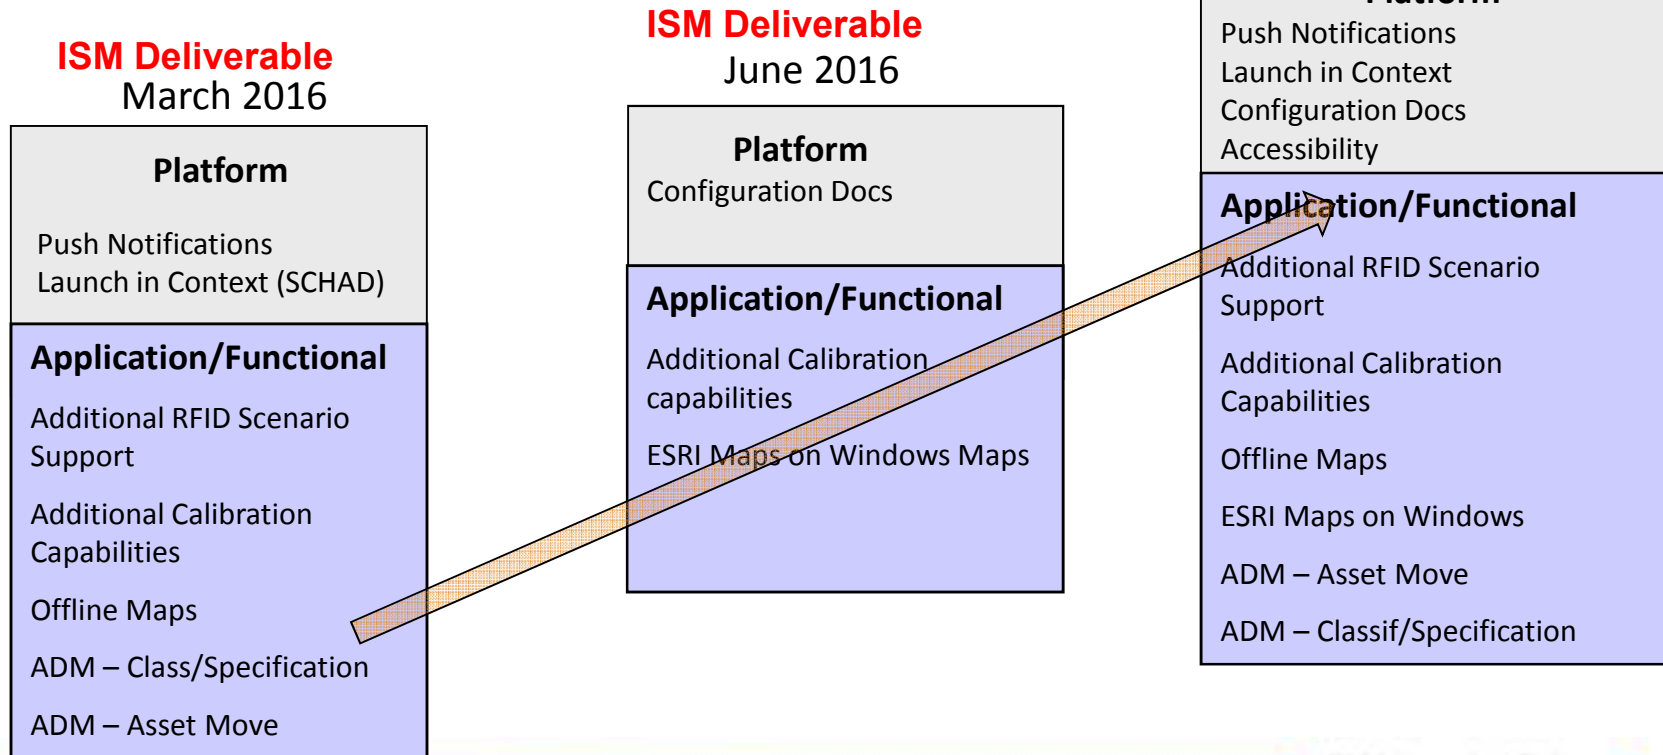 ISM Deliverable
March 2016
Platform
Push Notifications
Launch in Context (SCHAD)
Application/Functional
Additional RFID Scenario
Support
Additional Calibration
Capabilities
Offline Maps
ADM – Class/Specification
ADM – Asset Move
ISM Deliverable
June 2016
Platform
Configuration Docs
Application/Functional
Additional Calibration
capabilities
ESRI Maps on Windows Maps
Platform
Push Notifications
Launch in Context
Configuration Docs
Accessibility
Application/Functional
Additional RFID Scenario
Support
Additional Calibration
Capabilities
Offline Maps
ESRI Maps on Windows
ADM – Asset Move
ADM – Classif/Specification